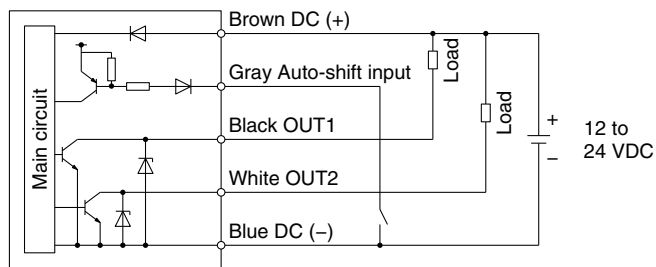 Brown DC (+)
Gray Auto-shift input
Load
Load
Black OUT1
Main circuit
+
12 to
24 VDC
−
White OUT2
Blue DC (−)